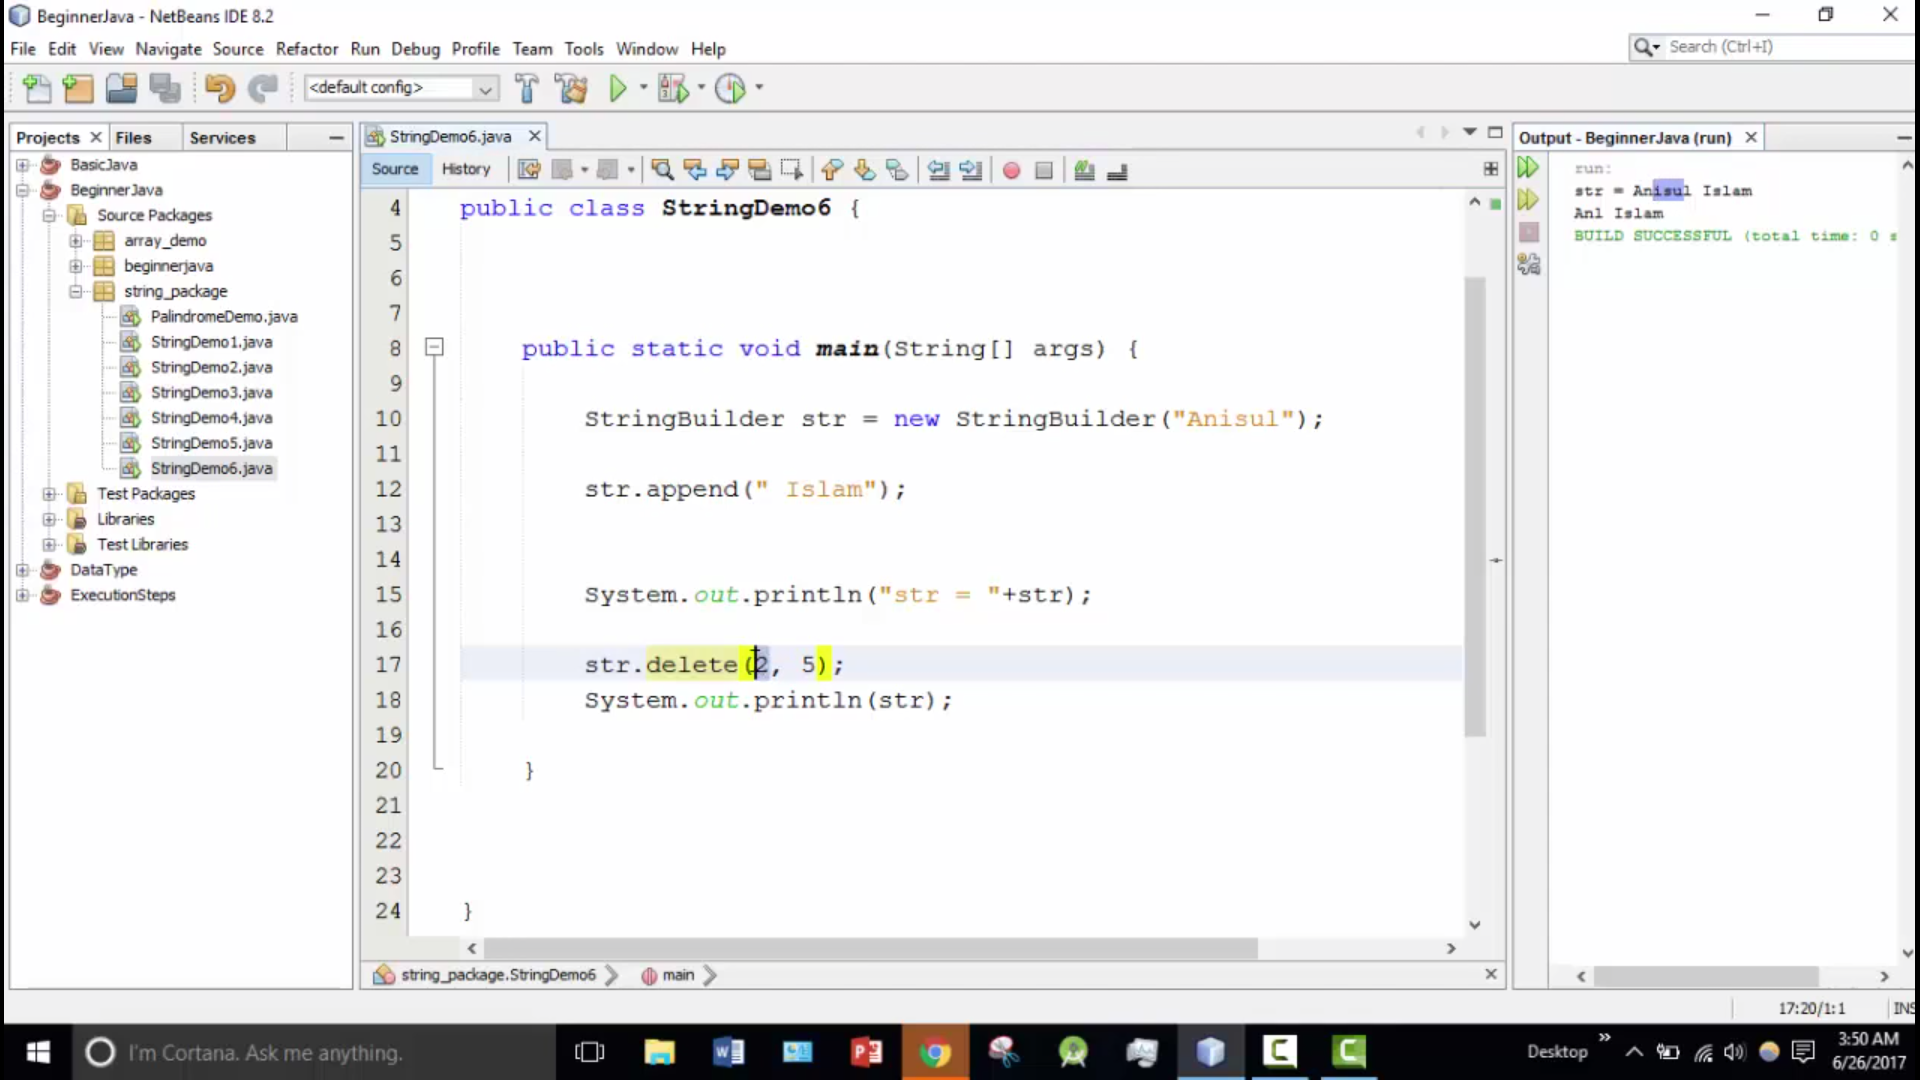 BeginnerJava - NetBeans IDE 8.2
File Edit View Navigate Source Refactor Run Debug Profile Team Tools Window Help
Search (Ctrl+I)
<default config>
Projects Files Services
StringDemo6.java
Output - BeginnerJava (run)
Source History
BasicJava
BeginnerJava
Source Packages
array_demo
beginnerjava
string_package
PalindromeDemo.java
StringDemo1.java
StringDemo2.java
StringDemo3.java
StringDemo4.java
StringDemo5.java
StringDemo6.java
Test Packages
Libraries
Test Libraries
DataType
ExecutionSteps
4 public class StringDemo6 {
5
6
7
8 public static void main(String[] args) {
9
10 StringBuilder str = new StringBuilder("Anisul");
11
12 str.append(" Islam");
13
14
15 System.out.println("str = "+str);
16
17 str.delete(2, 5);
18 System.out.println(str);
19
20 }
21
22
23
24 }
run:
str = Anisul Islam
Anl Islam
BUILD SUCCESSFUL (total time: 0 s
string_package.StringDemo6 main
17:20/1:1 INS
I'm Cortana. Ask me anything.
Desktop
3:50 AM
6/26/2017